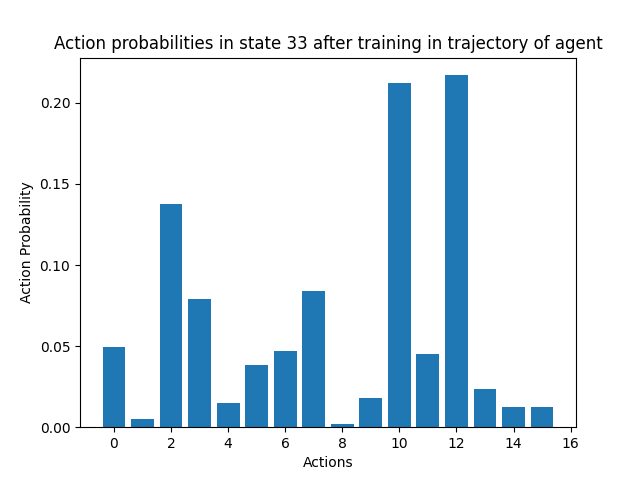 Action probabilities in state 33 after training in trajectory of agent
0.20
0.15
0.10
0.05
0.00
Action Probability
0 2 4 6 8 10 12 14 16
Actions